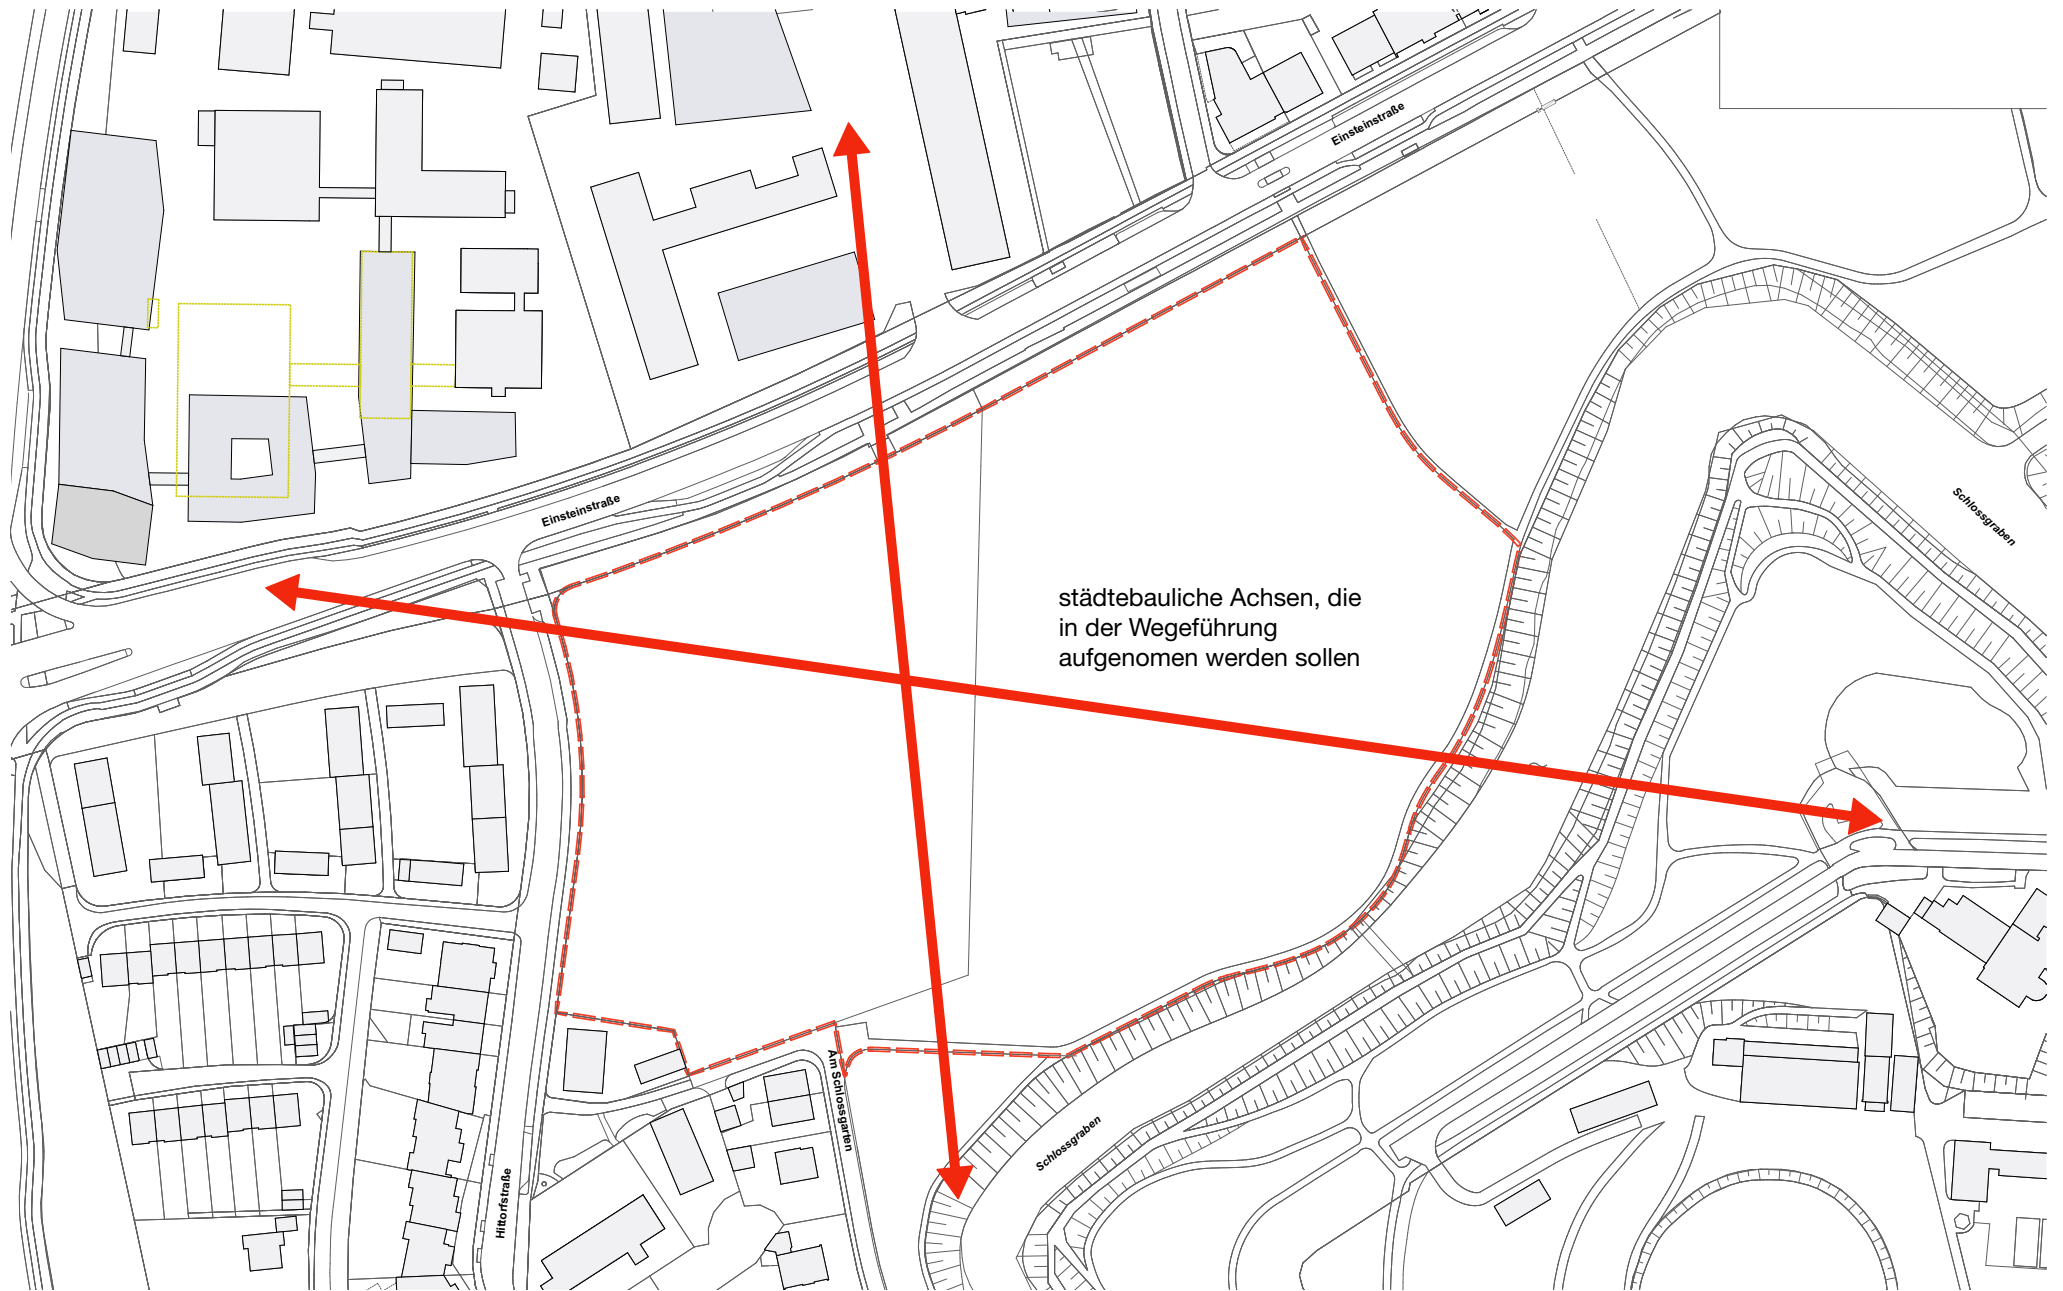 Einsteinstraße
Schlossgraben
Einsteinstraße
städtebauliche Achsen, die
in der Wegeführung
aufgenomen werden sollen
Am Schlossgarten
Schlossgraben
Hittorfstraße